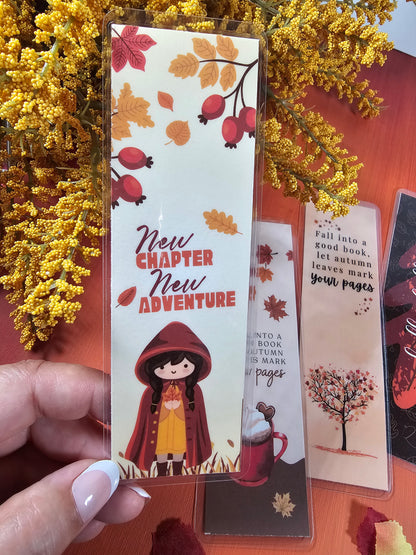 New
CHAPTER
New
ADVENTURE
Fall into a
good book,
let autumn
leaves mark
your pages
INTO A
BOOK
AUTUMN
S MARK
pages